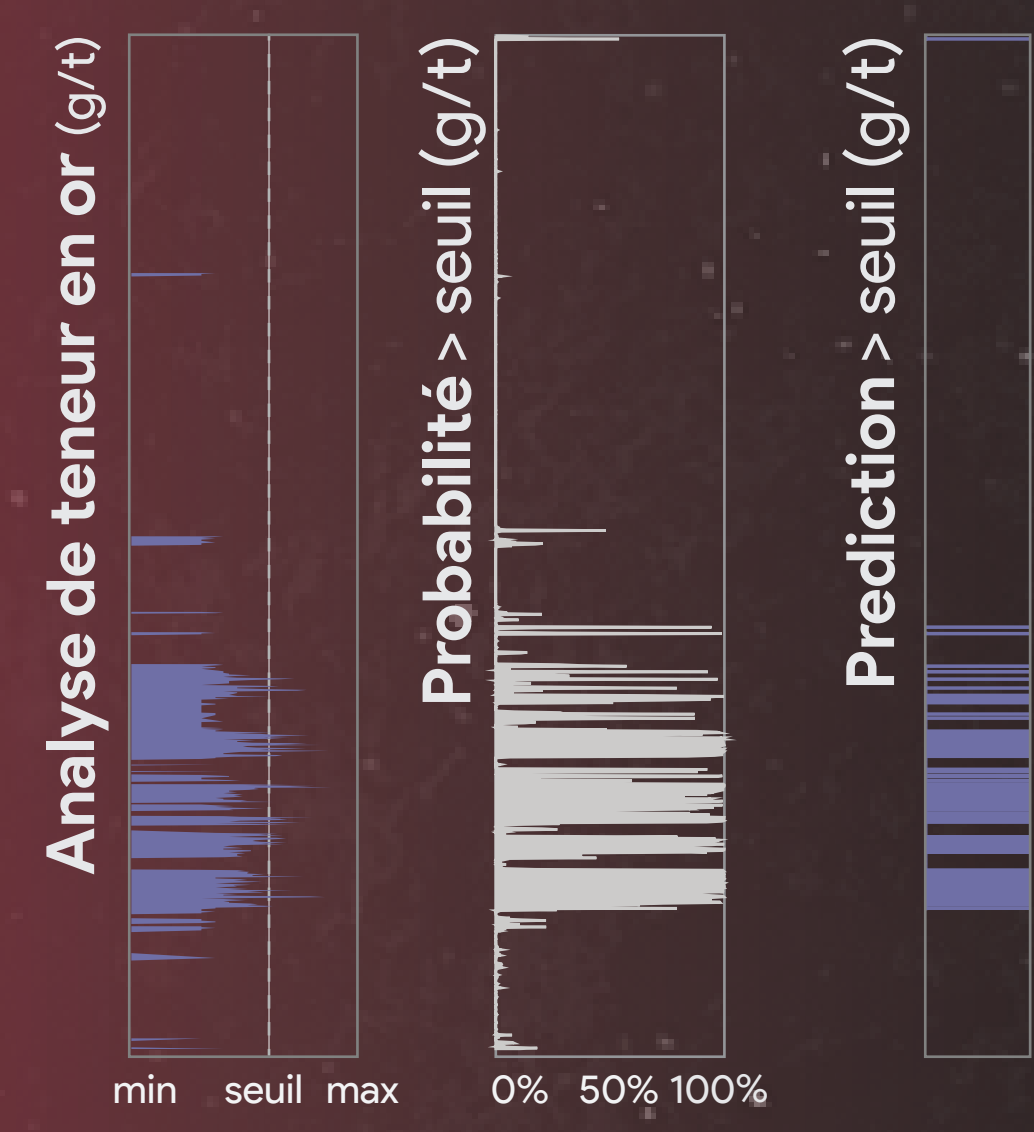 Analyse de teneur en or (g/t)
Probabilité > seuil (g/t)
Prediction > seuil (g/t)
min seuil max
0% 50% 100%